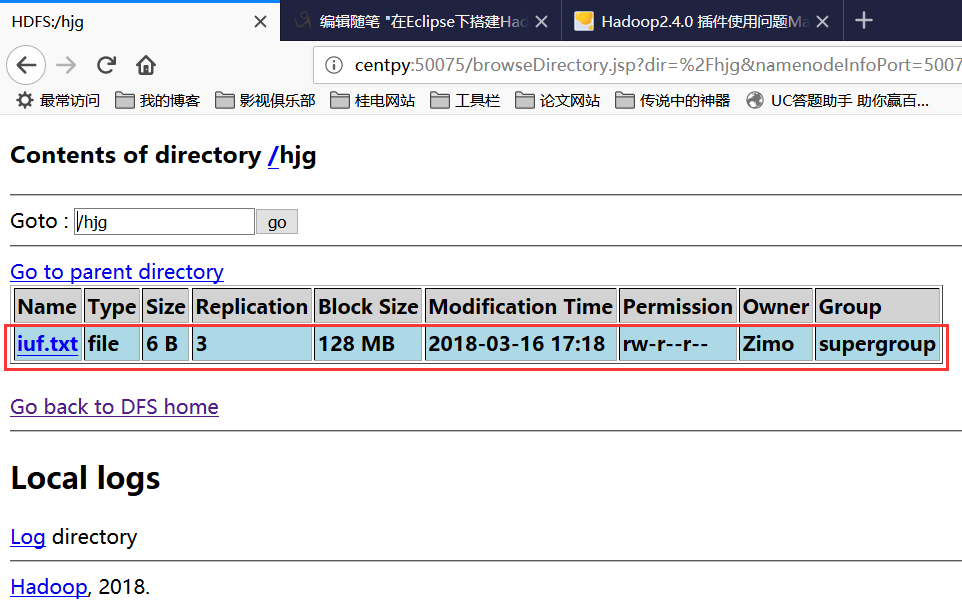 HDFS:/hjg
编辑随笔 "在Eclipse下搭建Had
Hadoop2.4.0 插件使用问题Ma
centpy:50075/browseDirectory.jsp?dir=%2Fhjg&namenodeInfoPort=5007
最常访问 我的博客 影视俱乐部 桂电网站 工具栏 论文网站 传说中的神器 UC答题助手 助你赢百...
Contents of directory /hjg
Goto : /hjg go
Go to parent directory
Name Type Size Replication Block Size Modification Time Permission Owner Group
iuf.txt file 6 B 3 128 MB 2018-03-16 17:18 rw-r--r-- Zimo supergroup
Go back to DFS home
Local logs
Log directory
Hadoop, 2018.